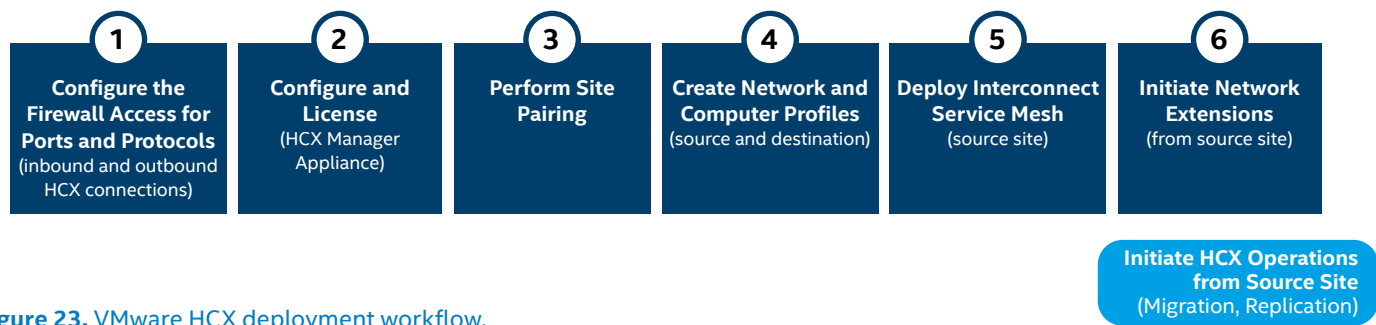 1
Configure the
Firewall Access for
Ports and Protocols
(inbound and outbound
HCX connections)
2
Configure and
License
(HCX Manager
Appliance)
3
Perform Site
Pairing
4
Create Network and
Computer Profiles
(source and destination)
5
Deploy Interconnect
Service Mesh
(source site)
6
Initiate Network
Extensions
(from source site)
Initiate HCX Operations
from Source Site
(Migration, Replication)
gure 23. VMware HCX deployment workflow.